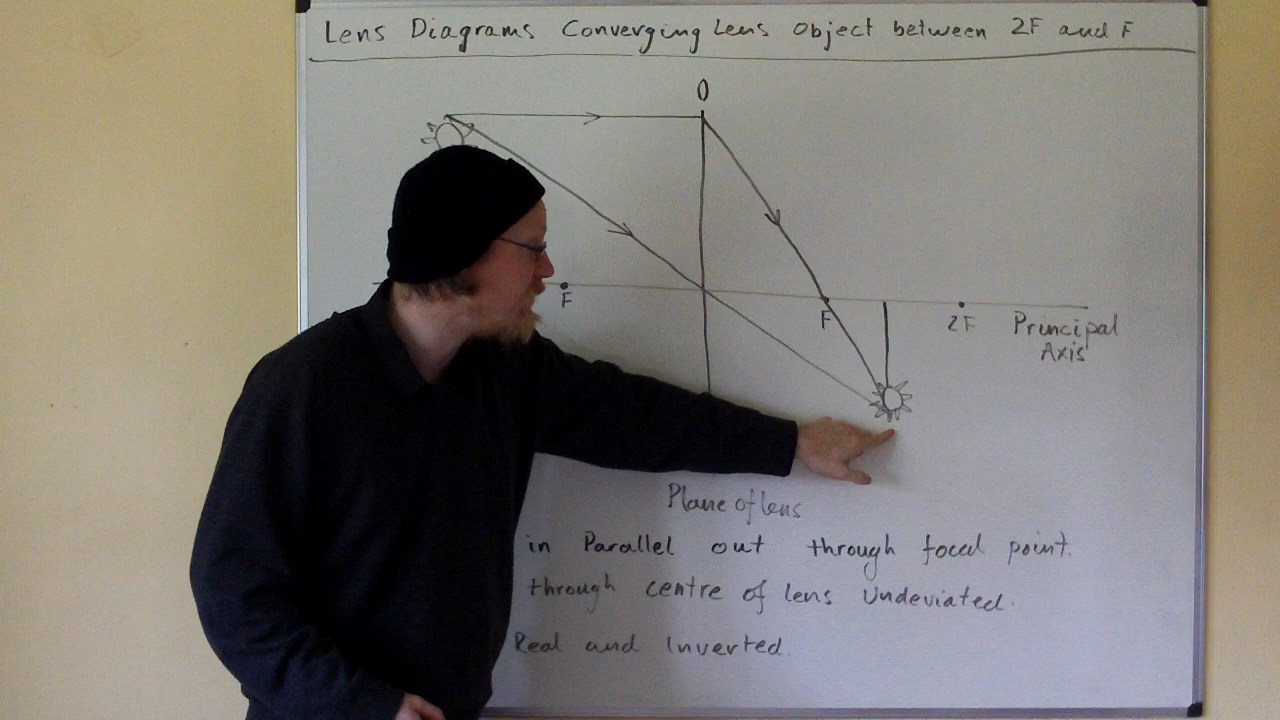 Lens Diagrams Converging Lens Object between 2F and F
O
F
F
2F
Principal
Axis
Plane of lens
in Parallel out through focal point.
through centre of lens Undeviated.
Real and Inverted.